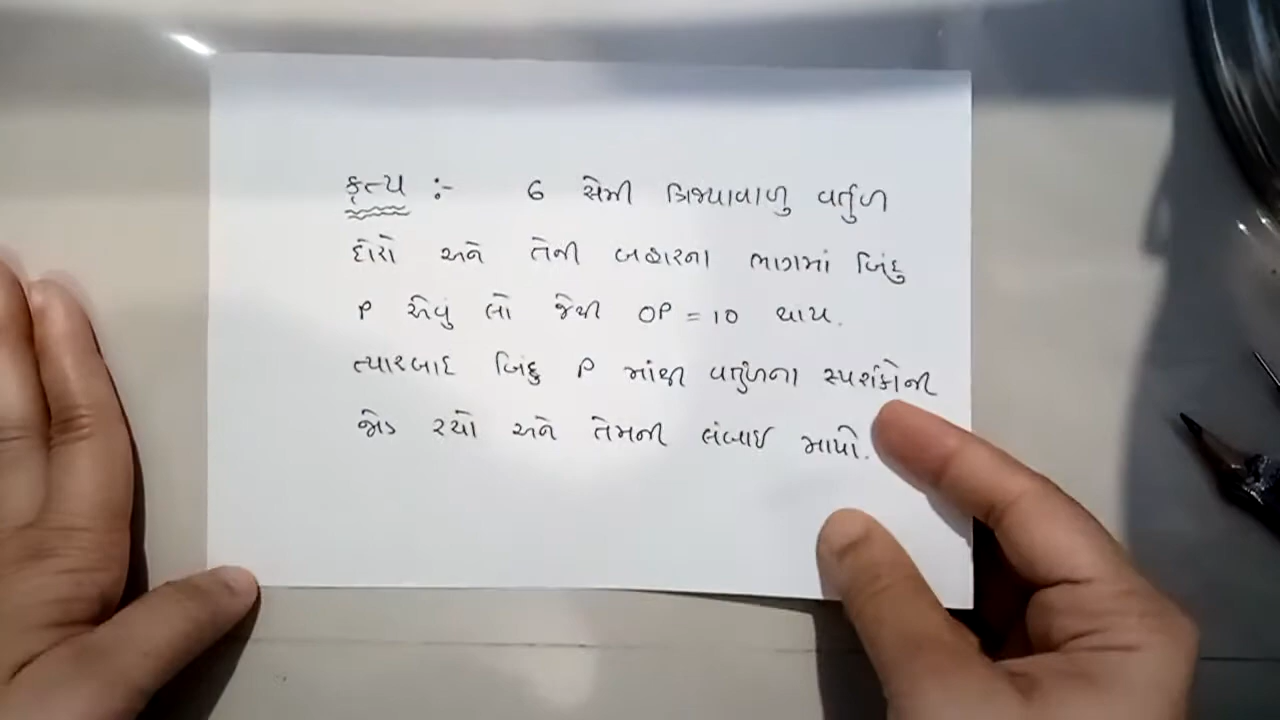 કૃત્ય :- 6 સેમી ત્રિજ્યાવાળુ વર્તુળ
દોરો અને તેની બહારના ભાગમાં બિંદુ
P એવું લો જેથી OP = 10 થાય.
ત્યારબાદ બિંદુ P માંથી વર્તુળના સ્પર્શકોની
જોડ રચો અને તેમની લંબાઈ માપો.